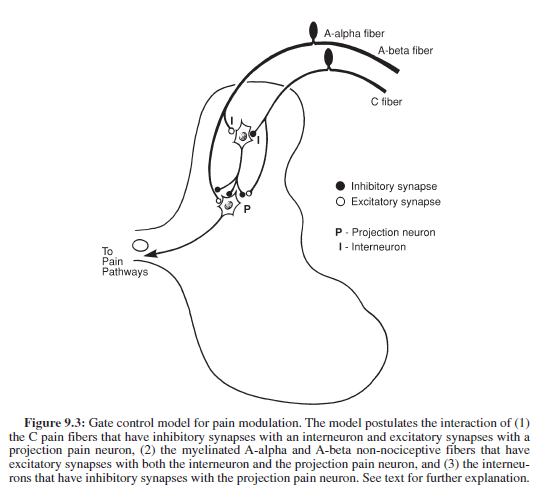 A-alpha fiber
A-beta fiber
C fiber
I
I
Inhibitory synapse
Excitatory synapse
P
P - Projection neuron
I - Interneuron
To
Pain
Pathways
Figure 9.3: Gate control model for pain modulation. The model postulates the interaction of (1)
the C pain fibers that have inhibitory synapses with an interneuron and excitatory synapses with a
projection pain neuron, (2) the myelinated A-alpha and A-beta non-nociceptive fibers that have
excitatory synapses with both the interneuron and the projection pain neuron, and (3) the interneu-
rons that have inhibitory synapses with the projection pain neuron. See text for further explanation.